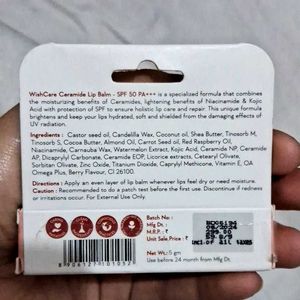 WishCare Ceramide Lip Balm - SPF 50 PA+++ is a specialized formula that combines
the moisturizing benefits of Ceramides, lightening benefits of Niacinamide & Kojic
Acid with protection of SPF to ensure holistic lip care and repair. This unique formula
brightens and keep your lips hydrated, soft and shielded from the damaging effects of
UV radiation.
Ingredients : Castor seed oil, Candelilla Wax, Coconut oil, Shea Butter, Tinosorb M,
Tinosorb S, Cocoa Butter, Almond Oil, Cherry seed oil, Raspberry Oil,
Niacinamide, Carnauba Wax, Watermelon Extract, Kojic Acid, Ceramide NP, Ceramide
AP, Dicaprylyl Carbonate, Ceramide EOP, Licorice extracts, Cetearyl Olivate,
Sorbitan Olivate, Zinc Oxide, Titanium Dioxide, Caprylyl Methicone, Vitamin E, OA
Omega Plus, Berry Flavour, CI 26100
Directions : Apply an even layer of lip balm whenever lips feel dry or need moisture.
Caution : Recommended to do a patch test before the first use. Discontinue if redness
or irritations occur. For External Use Only.
Batch No:
Mfg Dt.
M.R.P. : ₹
Unit Sale Price : ₹
incl.of all taxes
Net Wt.: 5 gm
Use before 24 month from Mfg Dt.
8 906127 101052